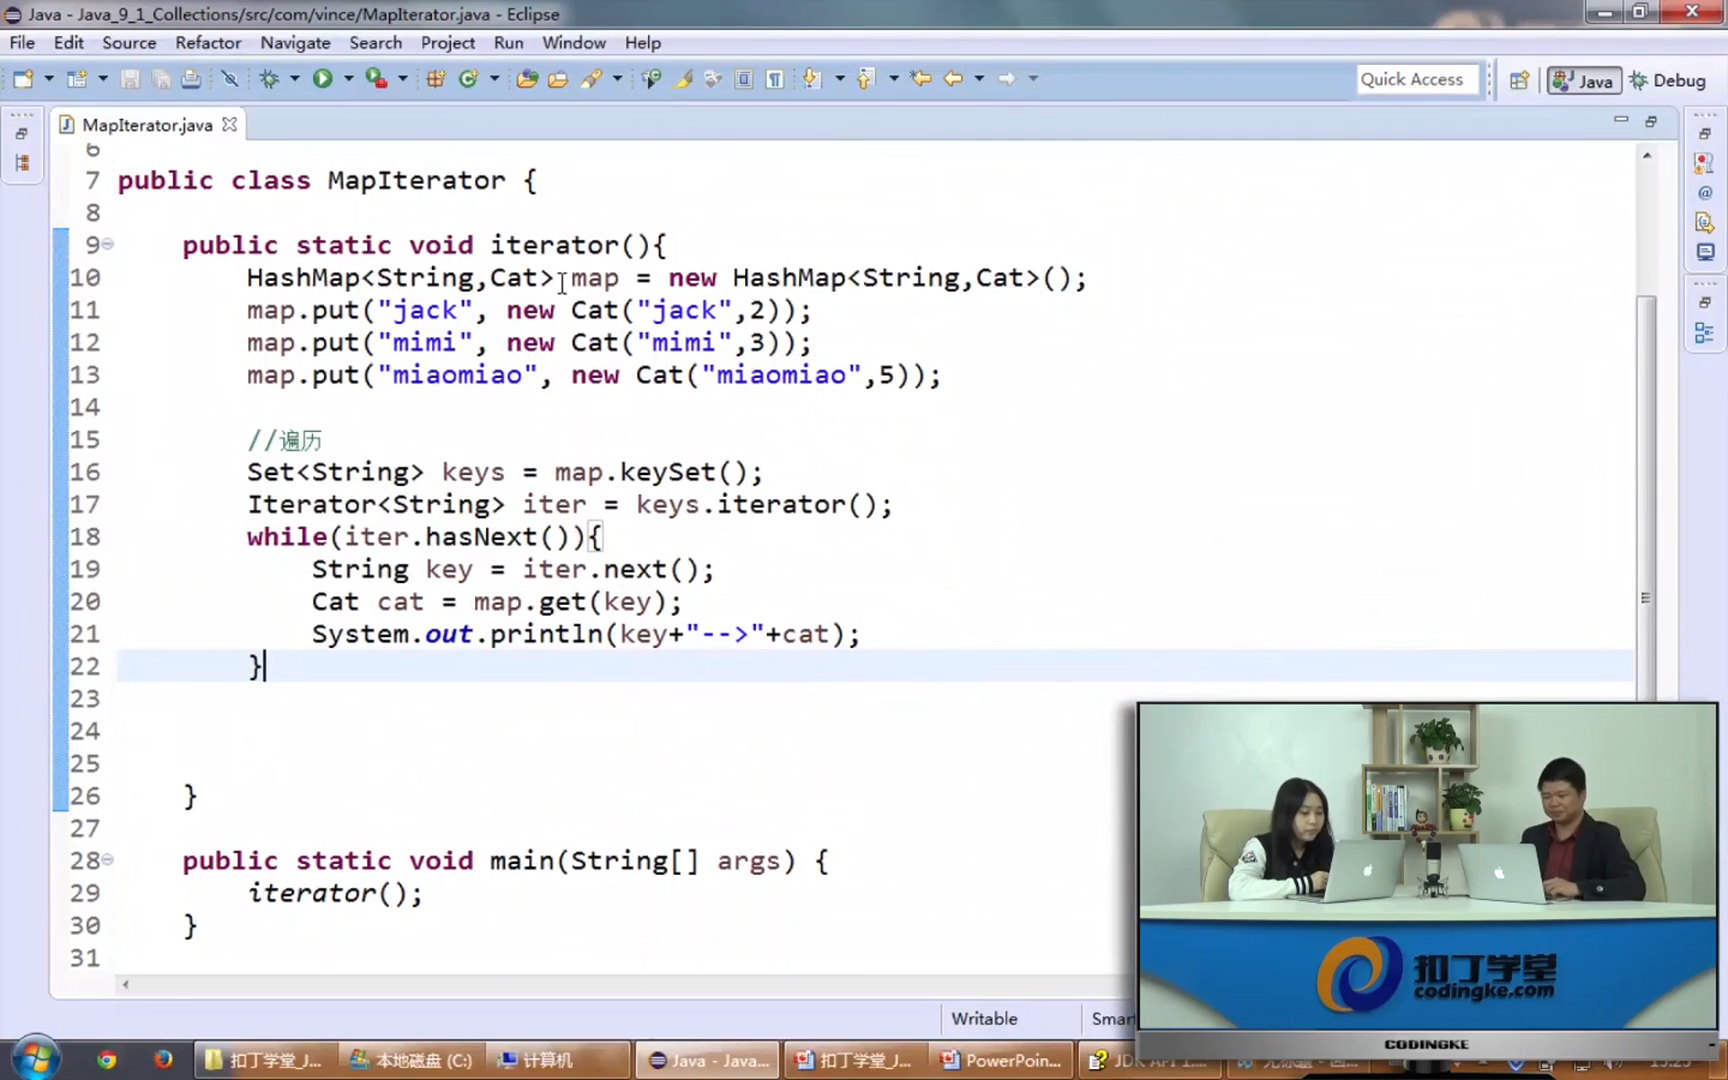 Java - Java_9_1_Collections/src/com/vince/MapIterator.java - Eclipse
File Edit Source Refactor Navigate Search Project Run Window Help
Quick Access Java Debug
MapIterator.java
6
7 public class MapIterator {
8
9 public static void iterator(){
10 HashMap<String,Cat> map = new HashMap<String,Cat>();
11 map.put("jack", new Cat("jack",2));
12 map.put("mimi", new Cat("mimi",3));
13 map.put("miaomiao", new Cat("miaomiao",5));
14
15 //遍历
16 Set<String> keys = map.keySet();
17 Iterator<String> iter = keys.iterator();
18 while(iter.hasNext()){
19 String key = iter.next();
20 Cat cat = map.get(key);
21 System.out.println(key+"-->"+cat);
22 }
23
24
25
26 }
27
28 public static void main(String[] args) {
29 iterator();
30 }
31
扣丁学堂
codingke.com
CODINGKE
Writable Smar
扣丁学堂_J... 本地磁盘 (C:) 计算机 Java - Java... 扣丁学堂_J... PowerPoin... JDK API 1...